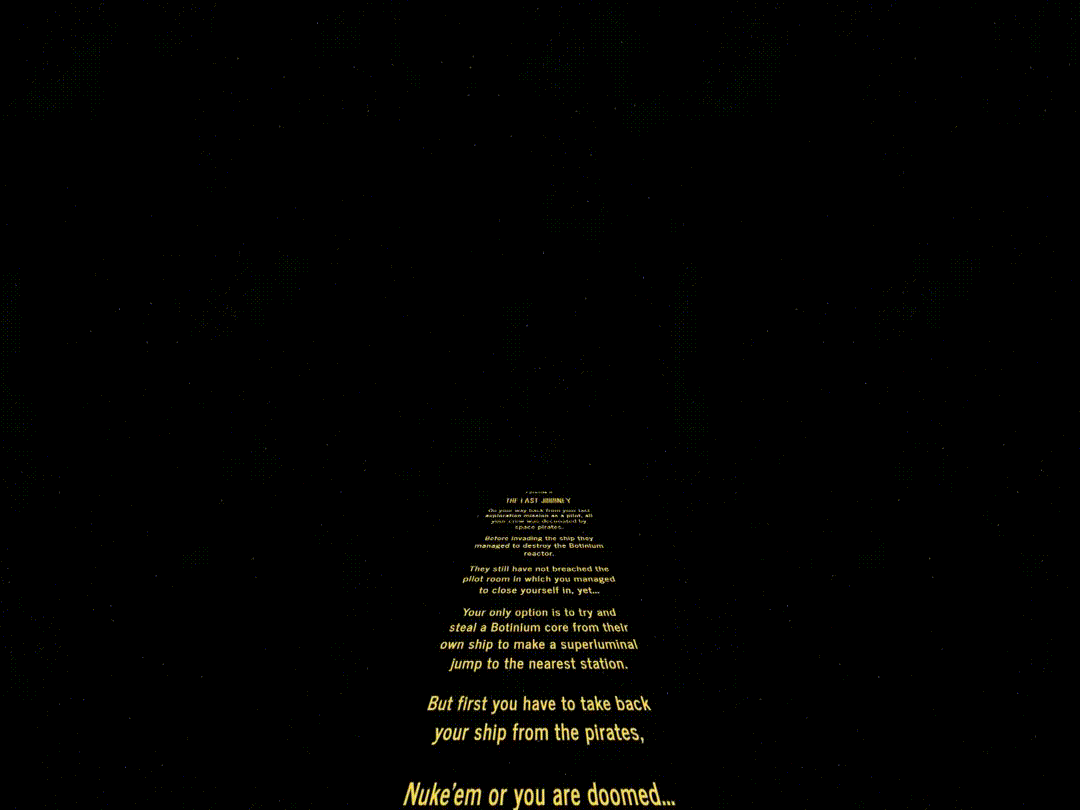 THE LAST JOURNEY
On your way back from your last
exploration mission as a pilot, all
your crew was decimated by
space pirates.
Before invading the ship they
managed to destroy the Botinium
reactor.
They still have not breached the
pilot room in which you managed
to close yourself in, yet...
Your only option is to try and
steal a Botinium core from their
own ship to make a superluminal
jump to the nearest station.
But first you have to take back
your ship from the pirates,
Nuke'em or you are doomed...